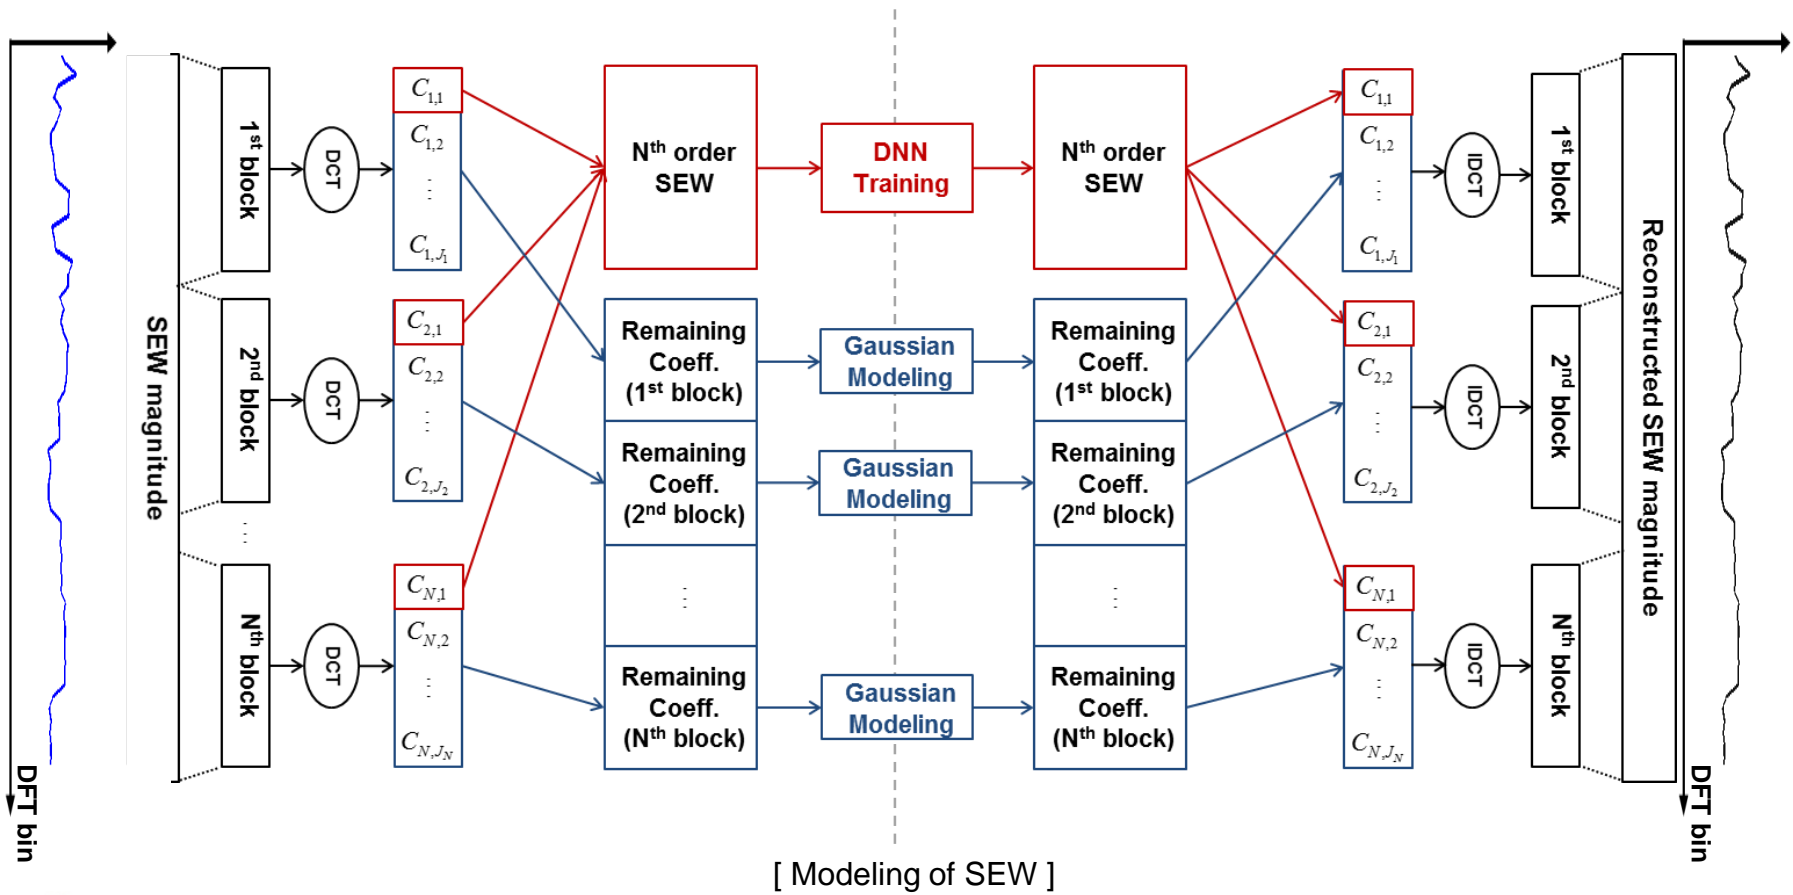 DFT bin
SEW magnitude
1st block
2nd block
⋮
Nth block
DCT
DCT
DCT
C1,1
C1,2
⋮
C1,J1
C2,1
C2,2
⋮
C2,J2
CN,1
CN,2
⋮
CN,JN
Nth order
SEW
Remaining
Coeff.
(1st block)
Remaining
Coeff.
(2nd block)
⋮
Remaining
Coeff.
(Nth block)
DNN
Training
Gaussian
Modeling
Gaussian
Modeling
Gaussian
Modeling
Nth order
SEW
Remaining
Coeff.
(1st block)
Remaining
Coeff.
(2nd block)
⋮
Remaining
Coeff.
(Nth block)
C1,1
C1,2
⋮
C1,J1
C2,1
C2,2
⋮
C2,J2
CN,1
CN,2
⋮
CN,JN
IDCT
IDCT
IDCT
1st block
2nd block
Nth block
Reconstructed SEW magnitude
DFT bin
[ Modeling of SEW ]